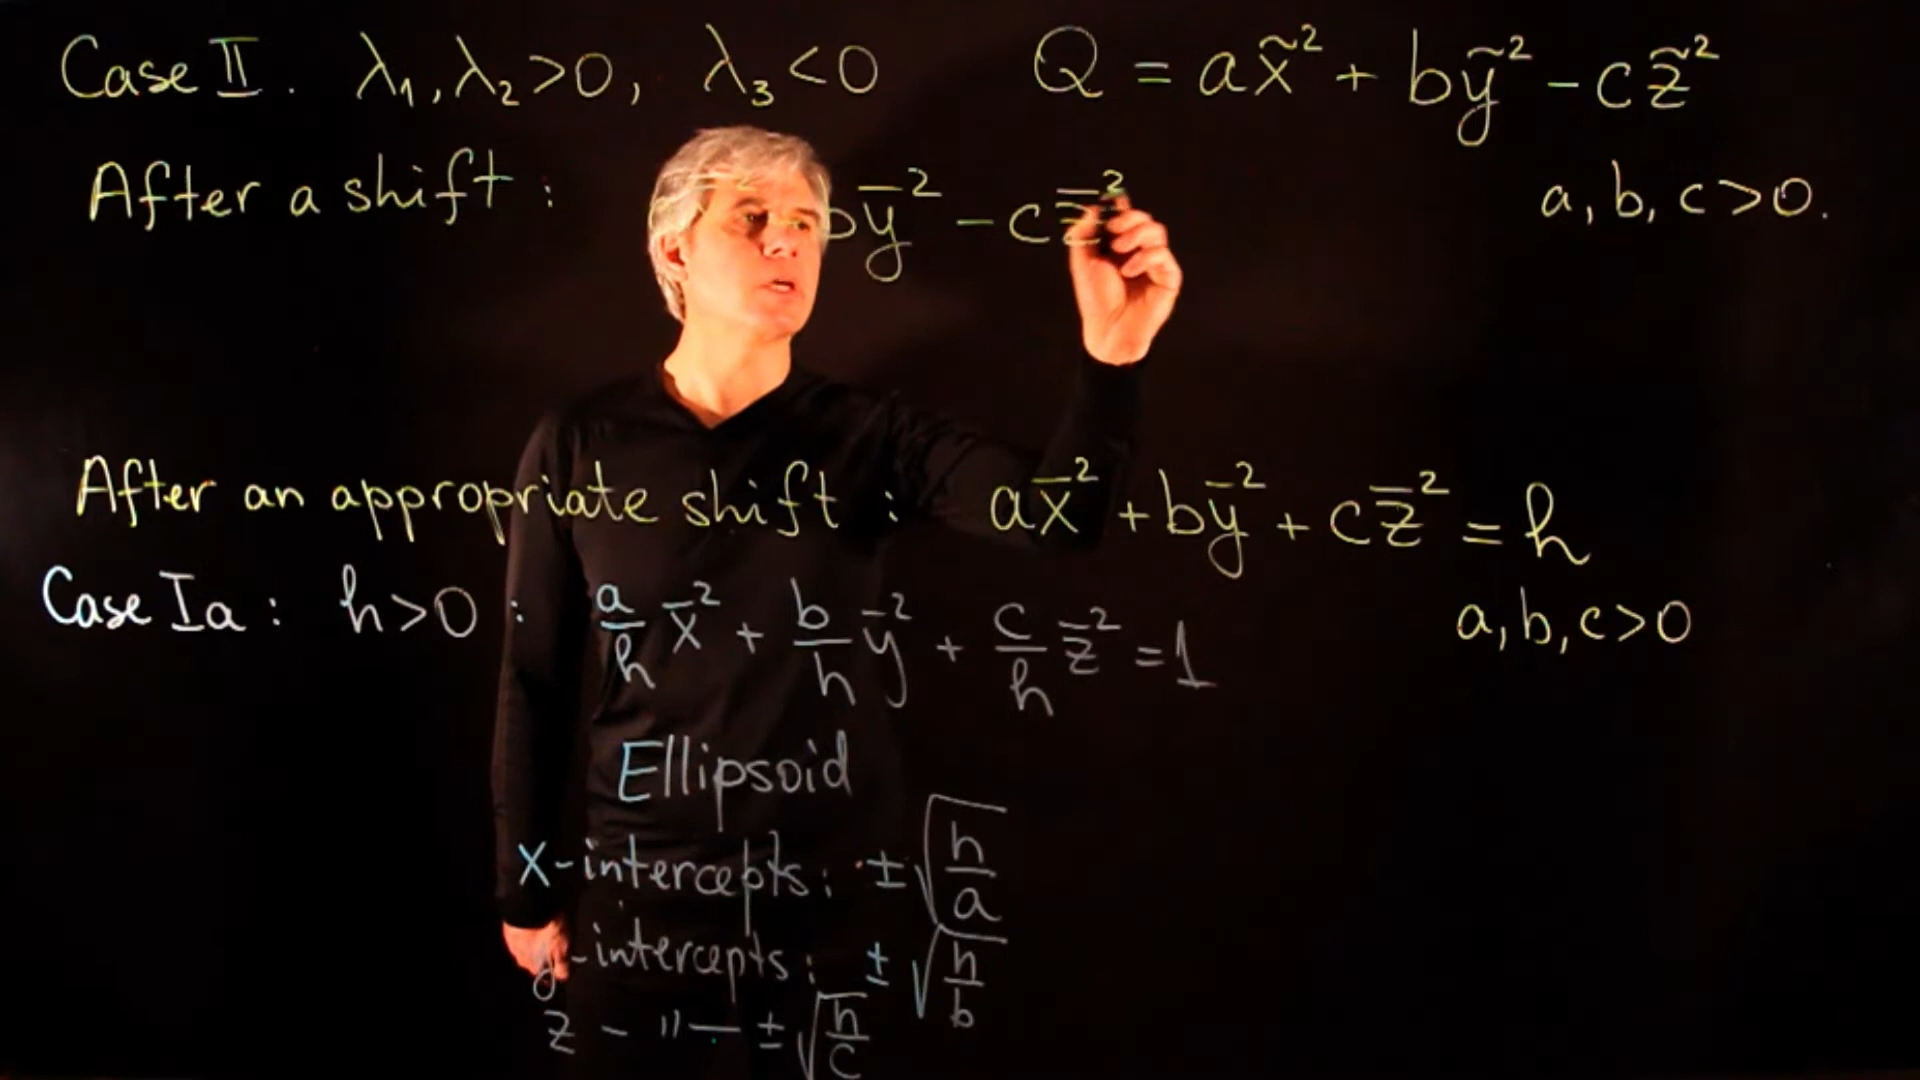 Case II. λ₁, λ₂ > 0, λ₃ < 0 Q = ax̃² + bỹ² - cz̃²
After a shift : bȳ² - cz̄² a, b, c > 0.
After an appropriate shift : ax̄² + bȳ² + cz̄² = h
Case Ia : h > 0 : a/h x̄² + b/h ȳ² + c/h z̄² = 1 a, b, c > 0
Ellipsoid
x-intercepts: ± √(h/a)
y-intercepts: ± √(h/b)
z - " — ± √(h/c)